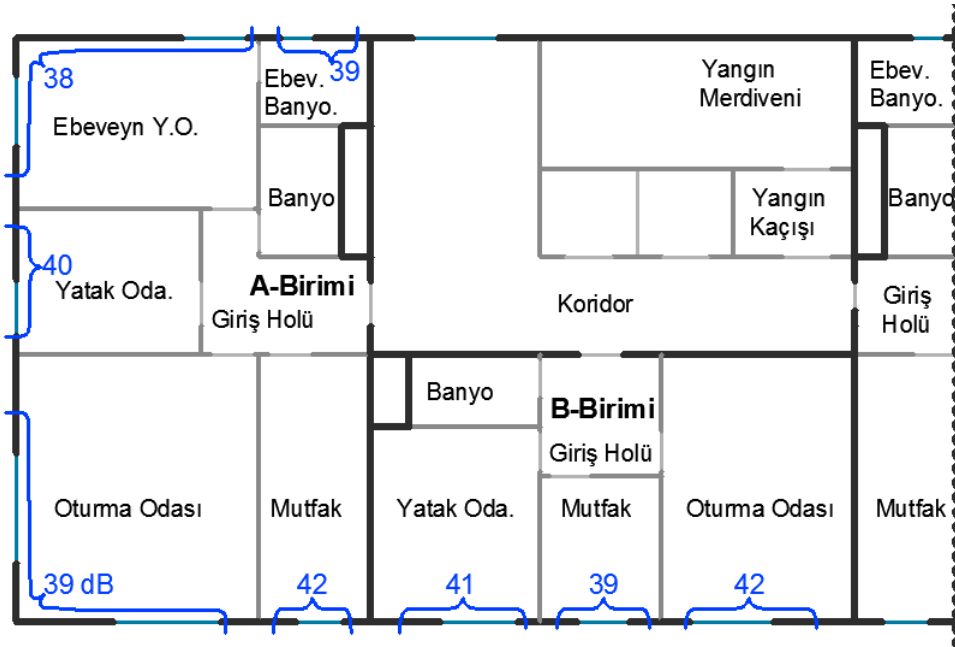 38
39
Ebev.
Banyo.
Ebeveyn Y.O.
Yangın
Merdiveni
Ebev.
Banyo.
Banyo
Yangın
Kaçışı
Banyo
40
Yatak Oda.
A-Birimi
Giriş Holü
Koridor
Giriş
Holü
Banyo
B-Birimi
Giriş Holü
Oturma Odası
Mutfak
Yatak Oda.
Mutfak
Oturma Odası
Mutfak
39 dB
42
41
39
42